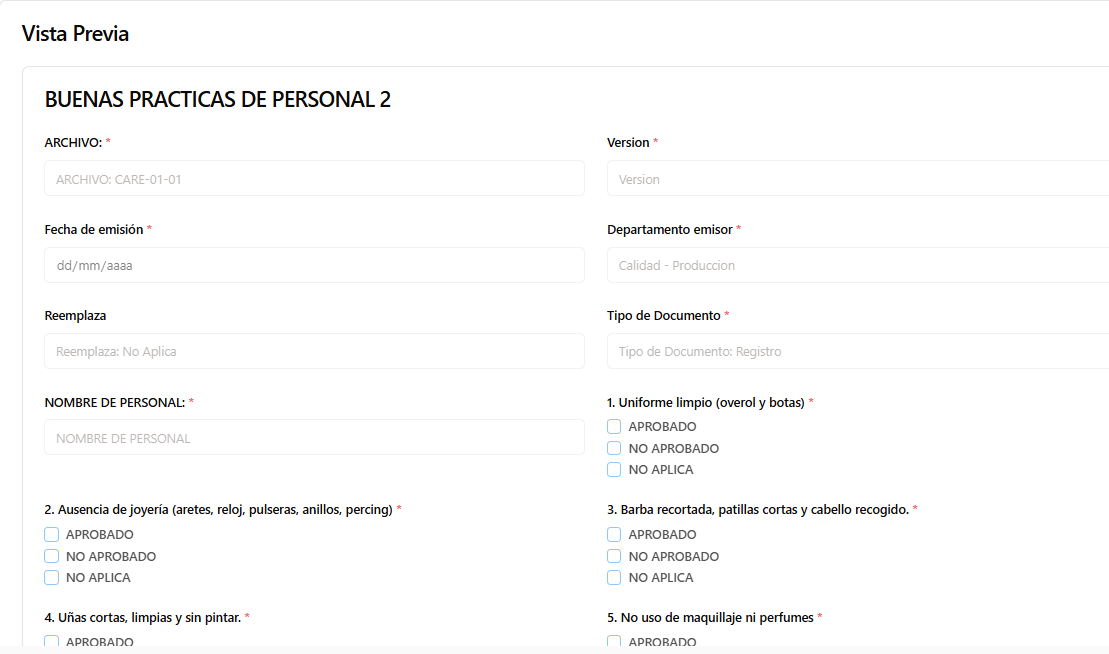 Vista Previa
BUENAS PRACTICAS DE PERSONAL 2
ARCHIVO: *
Version *
ARCHIVO: CARE-01-01
Version
Fecha de emisión *
Departamento emisor *
dd/mm/aaaa
Calidad - Produccion
Reemplaza
Tipo de Documento *
Reemplaza: No Aplica
Tipo de Documento: Registro
NOMBRE DE PERSONAL: *
NOMBRE DE PERSONAL
1. Uniforme limpio (overol y botas) *
APROBADO
NO APROBADO
NO APLICA
2. Ausencia de joyería (aretes, reloj, pulseras, anillos, percing) *
APROBADO
NO APROBADO
NO APLICA
3. Barba recortada, patillas cortas y cabello recogido. *
APROBADO
NO APROBADO
NO APLICA
4. Uñas cortas, limpias y sin pintar. *
APROBADO
5. No uso de maquillaje ni perfumes *
APROBADO